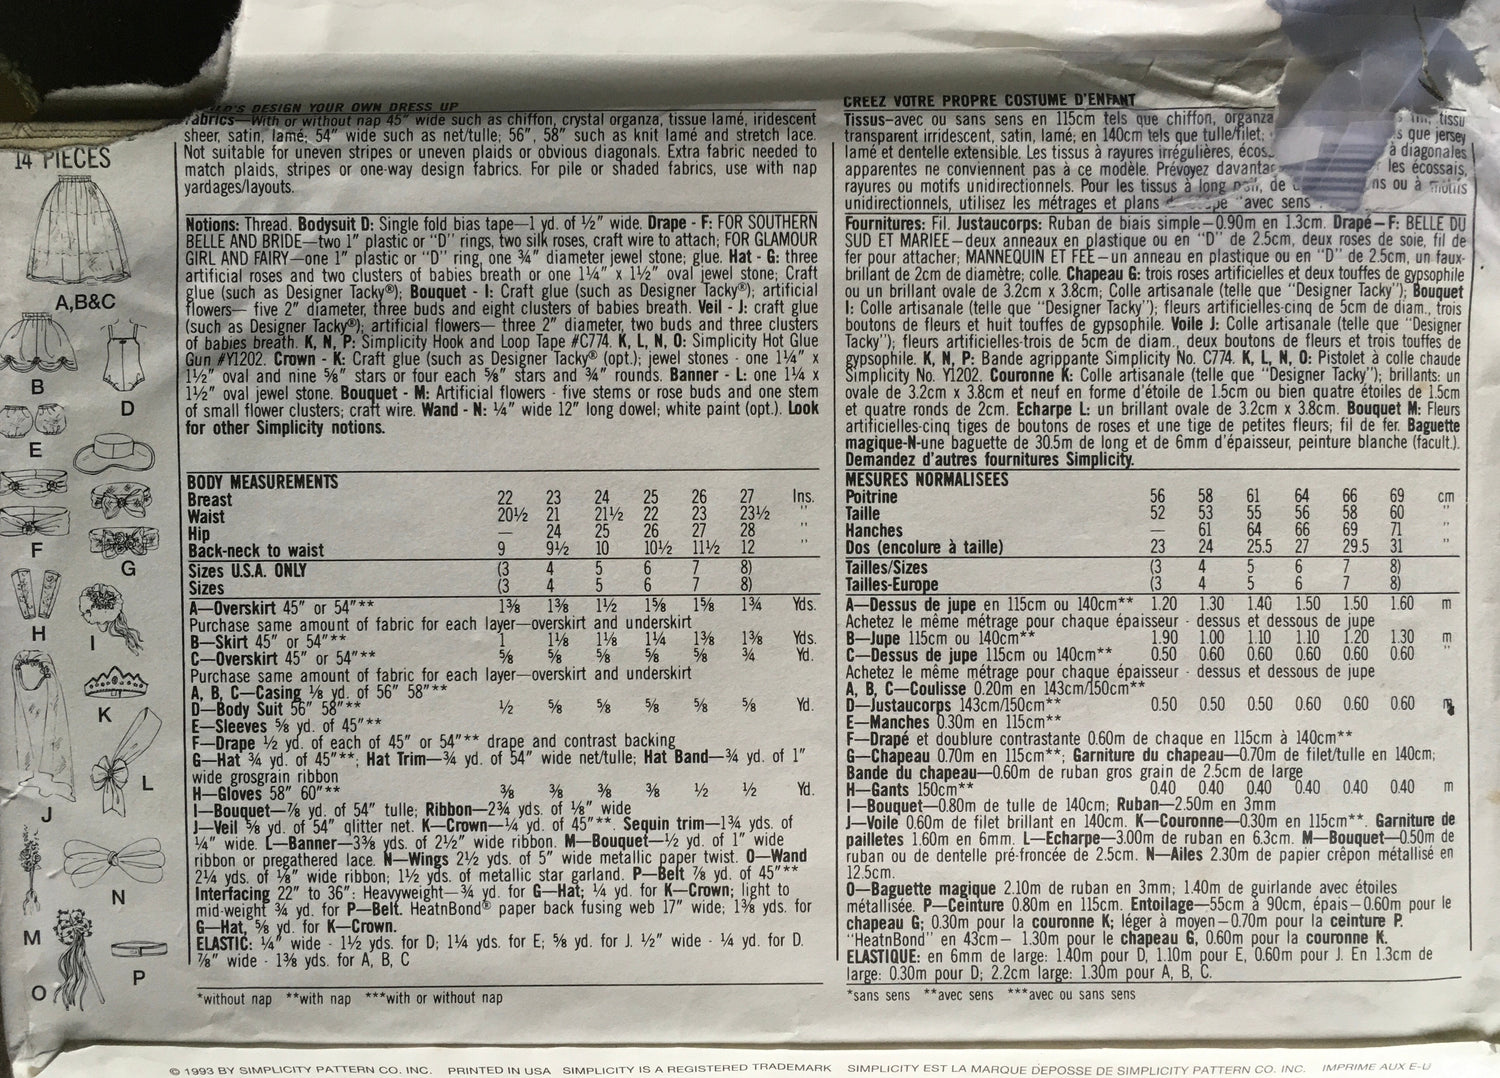 CHILD'S DESIGN YOUR OWN DRESS UP
Fabrics—With or without nap 45" wide such as chiffon, crystal organza, tissue lamé, iridescent
sheer, satin, lamé; 54" wide such as net/tulle; 56", 58" such as knit lamé and stretch lace.
Not suitable for uneven stripes or uneven plaids or obvious diagonals. Extra fabric needed to
match plaids, stripes or one-way design fabrics. For pile or shaded fabrics, use with nap
yardages/layouts.
14 PIECES
A,B&C
B
D
E
F
G
H
I
K
J
L
N
M
O
P
Notions: Thread. Bodysuit D: Single fold bias tape—1 yd. of ½" wide. Drape - F: FOR SOUTHERN
BELLE AND BRIDE—two 1" plastic or "D" rings, two silk roses, craft wire to attach; FOR GLAMOUR
GIRL AND FAIRY—one 1" plastic or "D" ring, one ¾" diameter jewel stone; glue. Hat - G: three
artificial roses and two clusters of babies breath or one 1¼" x 1½" oval jewel stone; Craft
glue (such as Designer Tacky®); Bouquet - I: Craft glue (such as Designer Tacky®); artificial
flowers— five 2" diameter, three buds and eight clusters of babies breath. Veil - J: craft glue
(such as Designer Tacky®); artificial flowers— three 2" diameter, two buds and three clusters
of babies breath. K, N, P: Simplicity Hook and Loop Tape #C774. K, L, N, O: Simplicity Hot Glue
Gun #Y1202. Crown - K: Craft glue (such as Designer Tacky® (opt.); jewel stones - one 1¼" x
1½" oval and nine ⅝" stars or four each ⅝" stars and ¾" rounds. Banner - L: one 1¼ x
1½" oval jewel stone. Bouquet - M: Artificial flowers - five stems or rose buds and one stem
of small flower clusters; craft wire. Wand - N: ¼" wide 12" long dowel; white paint (opt.). Look
for other Simplicity notions.
BODY MEASUREMENTS
Breast 22 23 24 25 26 27 Ins.
Waist 20½ 21 21½ 22 23 23½ "
Hip — 24 25 26 27 28 "
Back-neck to waist 9 9½ 10 10½ 11½ 12 "
Sizes U.S.A. ONLY (3 4 5 6 7 8)
Sizes (3 4 5 6 7 8)
A—Overskirt 45" or 54"** 1⅜ 1⅜ 1½ 1⅝ 1⅝ 1¾ Yds.
Purchase same amount of fabric for each layer—overskirt and underskirt
B—Skirt 45" or 54"** 1 1⅛ 1⅛ 1¼ 1⅜ 1⅜ Yds.
C—Overskirt 45" or 54"** ⅝ ⅝ ⅝ ⅝ ⅝ ¾ Yd.
Purchase same amount of fabric for each layer—overskirt and underskirt
A, B, C—Casing ⅛ yd. of 56" 58"**
D—Body Suit 56" 58"** ½ ⅝ ⅝ ⅝ ⅝ ⅝ Yd.
E—Sleeves ⅝ yd. of 45"**
F—Drape ½ yd. of each of 45" or 54"** drape and contrast backing
G—Hat ¾ yd. of 45"**; Hat Trim—¾ yd. of 54" wide net/tulle; Hat Band—¾ yd. of 1"
wide grosgrain ribbon
H—Gloves 58" 60"** ⅜ ⅜ ⅜ ⅜ ½ ½ Yd.
I—Bouquet—⅞ yd. of 54" tulle; Ribbon—2¾ yds. of ⅛" wide
J—Veil ⅝ yd. of 54" glitter net. K—Crown—¼ yd. of 45"**. Sequin trim—1¾ yds. of
¼" wide. L—Banner—3⅜ yds. of 2½" wide ribbon. M—Bouquet—½ yd. of 1" wide
ribbon or pregathered lace. N—Wings 2½ yds. of 5" wide metallic paper twist. O—Wand
2¼ yds. of ⅛" wide ribbon; 1½ yds. of metallic star garland. P—Belt ⅞ yd. of 45"**
Interfacing 22" to 36": Heavyweight—¾ yd. for G—Hat; ¼ yd. for K—Crown; light to
mid-weight ¾ yd. for P—Belt. HeatnBond® paper back fusing web 17" wide; 1⅜ yds. for
G—Hat, ⅝ yd. for K—Crown.
ELASTIC: ¼" wide - 1½ yds. for D; 1¼ yds. for E; ⅝ yd. for J. ½" wide - ¼ yd. for D.
⅞" wide - 1⅜ yds. for A, B, C
*without nap **with nap ***with or without nap
CREEZ VOTRE PROPRE COSTUME D'ENFANT
Tissus-avec ou sans sens en 115cm tels que chiffon, organza tissu
transparent irridescent, satin, lamé; en 140cm tels que tulle/filet; que jersey
lamé et dentelle extensible. Les tissus à rayures irrégulières, à diagonales
apparentes ne conviennent pas à ce modèle. Prévoyez les écossais,
rayures ou motifs unidirectionnels. Pour les tissus à long poil, de ou à motifs
unidirectionnels, utilisez les métrages et plans "avec sens
Fournitures: Fil. Justaucorps: Ruban de biais simple—0.90m en 1.3cm. Drapé—F: BELLE DU
SUD ET MARIEE—deux anneaux en plastique ou en "D" de 2.5cm, deux roses de soie, fil de
fer pour attacher; MANNEQUIN ET FEE—un anneau en plastique ou en "D" de 2.5cm, un faux-
brillant de 2cm de diamètre; colle. Chapeau G: trois roses artificielles et deux touffes de gypsophile
ou un brillant ovale de 3.2cm x 3.8cm; Colle artisanale (telle que "Designer Tacky"); Bouquet
I: Colle artisanale (telle que "Designer Tacky"); fleurs artificielles-cinq de 5cm de diam., trois
boutons de fleurs et huit touffes de gypsophile. Voile J: Colle artisanale (telle que "Designer
Tacky"); fleurs artificielles-trois de 5cm de diam., deux boutons de fleurs et trois touffes de
gypsophile. K, N, P: Bande agrippante Simplicity No. C774. K, L, N, O: Pistolet à colle chaude
Simplicity No. Y1202. Couronne K: Colle artisanale (telle que "Designer Tacky"); brillants: un
ovale de 3.2cm x 3.8cm et neuf en forme d'étoile de 1.5cm ou bien quatre étoiles de 1.5cm
et quatre ronds de 2cm. Echarpe L: un brillant ovale de 3.2cm x 3.8cm. Bouquet M: Fleurs
artificielles-cinq tiges de boutons de roses et une tige de petites fleurs; fil de fer. Baguette
magique-N-une baguette de 30.5m de long et de 6mm d'épaisseur, peinture blanche (facult.).
Demandez d'autres fournitures Simplicity.
MESURES NORMALISEES
Poitrine 56 58 61 64 66 69 cm
Taille 52 53 55 56 58 60 "
Hanches — 61 64 66 69 71 "
Dos (encolure à taille) 23 24 25.5 27 29.5 31 "
Tailles/Sizes (3 4 5 6 7 8)
Tailles-Europe (3 4 5 6 7 8)
A—Dessus de jupe en 115cm ou 140cm** 1.20 1.30 1.40 1.50 1.50 1.60 m
Achetez le même métrage pour chaque épaisseur - dessus et dessous de jupe
B—Jupe 115cm ou 140cm** 1.90 1.00 1.10 1.10 1.20 1.30 m
C—Dessus de jupe 115cm ou 140cm** 0.50 0.60 0.60 0.60 0.60 0.60 "
Achetez le même métrage pour chaque épaisseur - dessus et dessous de jupe
A, B, C—Coulisse 0.20m en 143cm/150cm**
D—Justaucorps 143cm/150cm** 0.50 0.50 0.50 0.60 0.60 0.60 m
E—Manches 0.30m en 115cm**
F—Drapé et doublure contrastante 0.60m de chaque en 115cm à 140cm**
G—Chapeau 0.70m en 115cm**; Garniture du chapeau—0.70m de filet/tulle en 140cm;
Bande du chapeau—0.60m de ruban gros grain de 2.5cm de large
H—Gants 150cm** 0.40 0.40 0.40 0.40 0.40 0.40 m
I—Bouquet—0.80m de tulle de 140cm; Ruban—2.50m en 3mm
J—Voile 0.60m de filet brillant en 140cm. K—Couronne—0.30m en 115cm**. Garniture de
pailletes 1.60m en 6mm. L—Echarpe—3.00m de ruban en 6.3cm. M—Bouquet—0.50m de
ruban ou de dentelle pré-froncée de 2.5cm. N—Ailes 2.30m de papier crêpon métallisé en
12.5cm.
O—Baguette magique 2.10m de ruban en 3mm; 1.40m de guirlande avec étoiles
métallisée. P—Ceinture 0.80m en 115cm. Entoilage—55cm à 90cm, épais—0.60m pour le
chapeau G; 0.30m pour la couronne K; léger à moyen—0.70m pour la ceinture P.
"HeatnBond" en 43cm— 1.30m pour le chapeau G, 0.60m pour la couronne K.
ELASTIQUE: en 6mm de large: 1.40m pour D, 1.10m pour E, 0.60m pour J. En 1.3cm de
large: 0.30m pour D; 2.2cm large: 1.30m pour A, B, C.
*sans sens **avec sens ***avec ou sans sens
© 1993 BY SIMPLICITY PATTERN CO. INC. PRINTED IN USA SIMPLICITY IS A REGISTERED TRADEMARK SIMPLICITY EST LA MARQUE DEPOSSE DE SIMPLICITY PATTERN CO. INC. IMPRIME AUX E-U